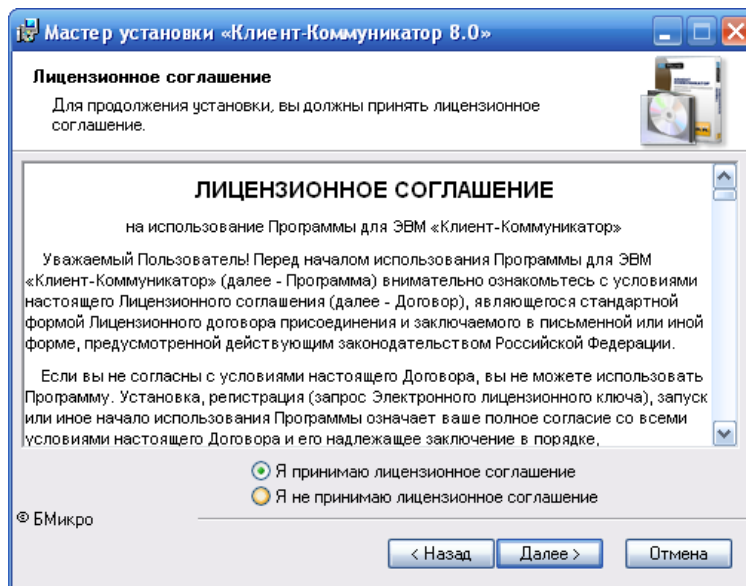 Мастер установки «Клиент-Коммуникатор 8.0»
Лицензионное соглашение
Для продолжения установки, вы должны принять лицензионное
соглашение.
ЛИЦЕНЗИОННОЕ СОГЛАШЕНИЕ
на использование Программы для ЭВМ «Клиент-Коммуникатор»
Уважаемый Пользователь! Перед началом использования Программы для ЭВМ
«Клиент-Коммуникатор» (далее - Программа) внимательно ознакомьтесь с условиями
настоящего Лицензионного соглашения (далее - Договор), являющегося стандартной
формой Лицензионного договора присоединения и заключаемого в письменной или иной
форме, предусмотренной действующим законодательством Российской Федерации.
Если вы не согласны с условиями настоящего Договора, вы не можете использовать
Программу. Установка, регистрация (запрос Электронного лицензионного ключа), запуск
или иное начало использования Программы означает ваше полное согласие со всеми
условиями настоящего Договора и его надлежащее заключение в порядке,
Я принимаю лицензионное соглашение
Я не принимаю лицензионное соглашение
© БМикро
< Назад
Далее >
Отмена